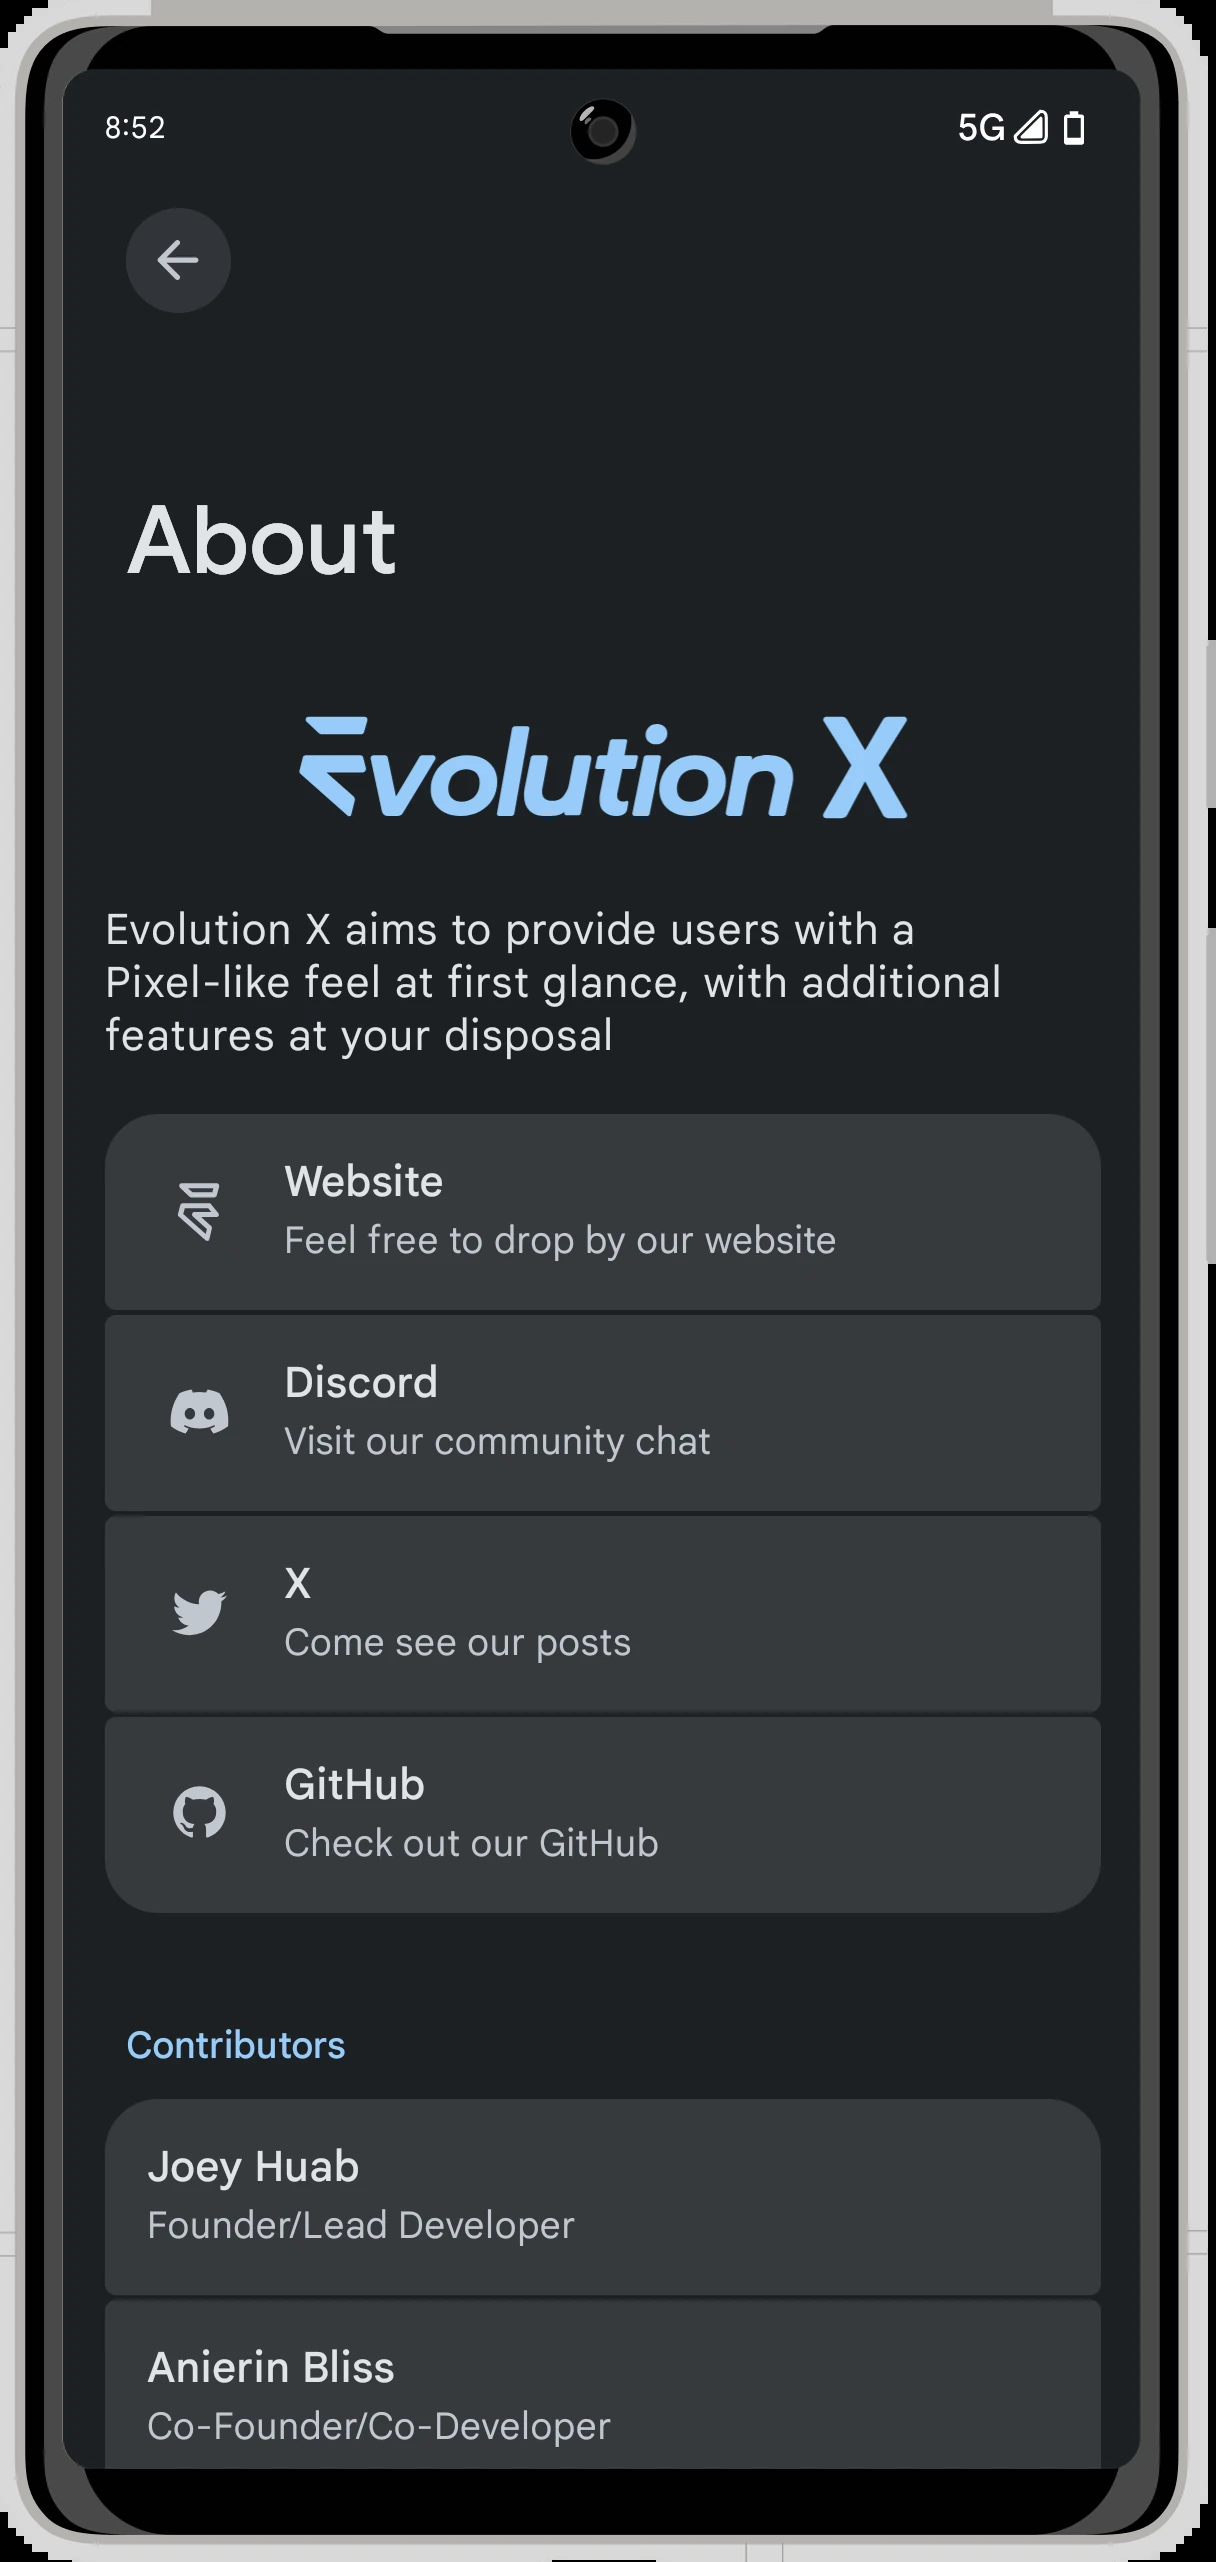 8:52
5G
About
Evolution X
Evolution X aims to provide users with a
Pixel-like feel at first glance, with additional
features at your disposal
Website
Feel free to drop by our website
Discord
Visit our community chat
X
Come see our posts
GitHub
Check out our GitHub
Contributors
Joey Huab
Founder/Lead Developer
Anierin Bliss
Co-Founder/Co-Developer